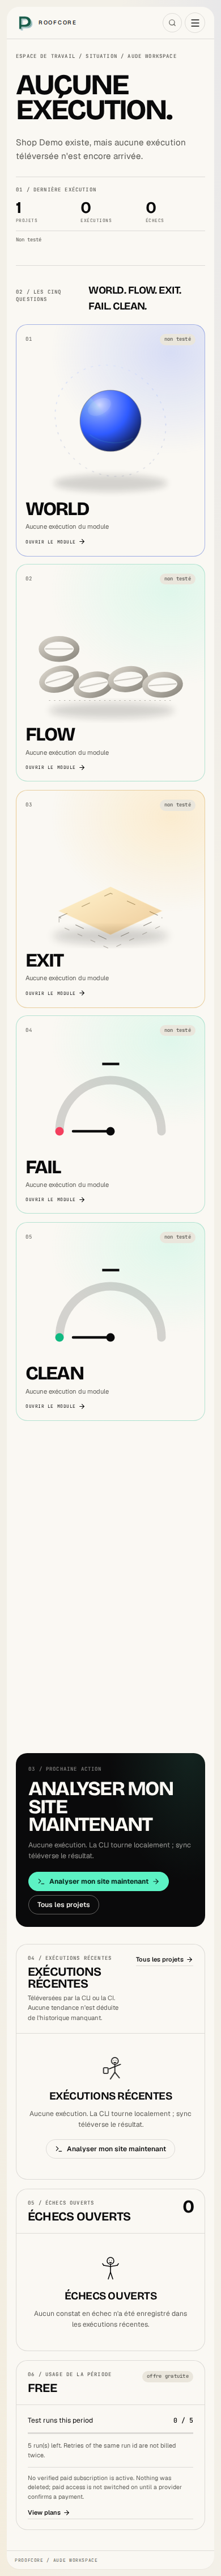 ROOFCORE
ESPACE DE TRAVAIL / SITUATION / AUDE WORKSPACE
AUCUNE
EXÉCUTION.
Shop Demo existe, mais aucune exécution
téléversée n'est encore arrivée.
01 / DERNIÈRE EXÉCUTION
1 0 0
PROJETS EXÉCUTIONS ÉCHECS
Non testé
02 / LES CINQ
QUESTIONS
WORLD. FLOW. EXIT.
FAIL. CLEAN.
01 non testé
WORLD
Aucune exécution du module
OUVRIR LE MODULE →
02 non testé
FLOW
Aucune exécution du module
OUVRIR LE MODULE →
03 non testé
EXIT
Aucune exécution du module
OUVRIR LE MODULE →
04 non testé
FAIL
Aucune exécution du module
OUVRIR LE MODULE →
05 non testé
CLEAN
Aucune exécution du module
OUVRIR LE MODULE →
03 / PROCHAINE ACTION
ANALYSER MON
SITE
MAINTENANT
Aucune exécution. La CLI tourne localement ; sync
téléverse le résultat.
Analyser mon site maintenant →
Tous les projets
04 / EXÉCUTIONS RÉCENTES
Tous les projets →
EXÉCUTIONS
RÉCENTES
Téléversées par la CLI ou la CI.
Aucune tendance n'est déduite
de l'historique manquant.
EXÉCUTIONS RÉCENTES
Aucune exécution. La CLI tourne localement ; sync
téléverse le résultat.
Analyser mon site maintenant
05 / ÉCHECS OUVERTS
0
ÉCHECS OUVERTS
ÉCHECS OUVERTS
Aucun constat en échec n'a été enregistré dans
les exécutions récentes.
06 / USAGE DE LA PÉRIODE
offre gratuite
FREE
Test runs this period 0 / 5
5 run(s) left. Retries of the same run id are not billed
twice.
No verified paid subscription is active. Nothing was
deleted; paid access is not switched on until a provider
confirms a payment.
View plans →
PROOFCORE / AUDE WORKSPACE